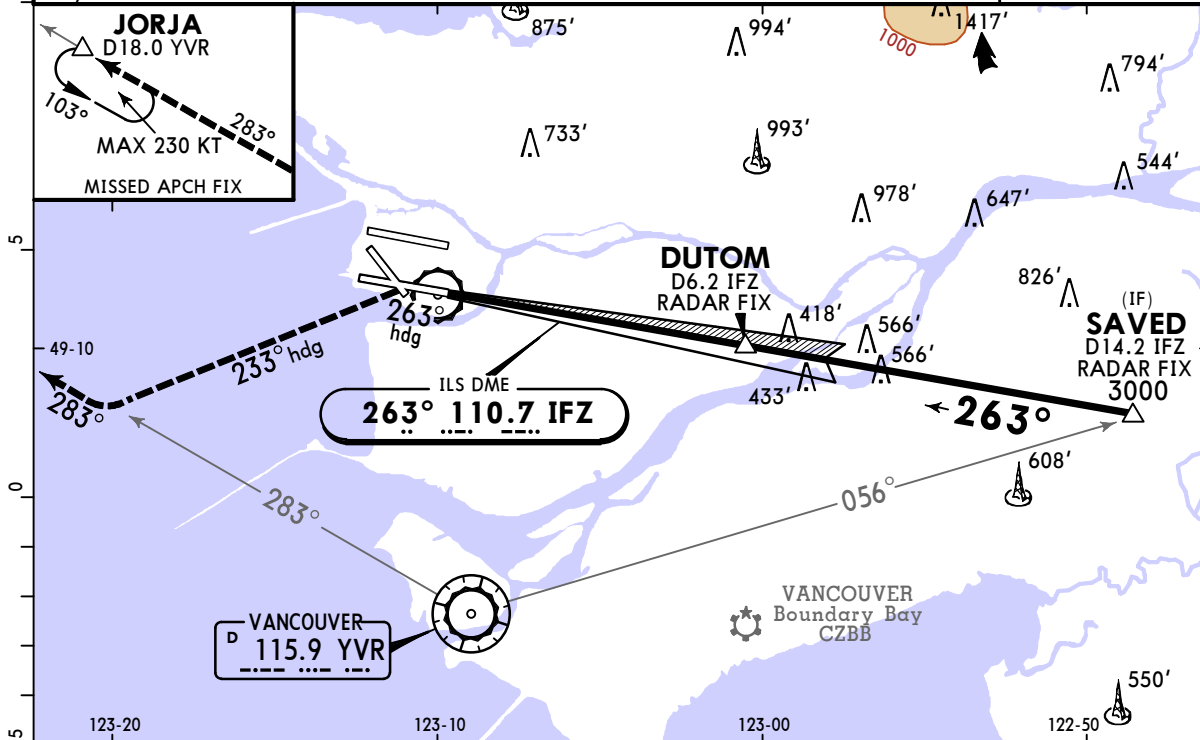 JORJA
D18.0 YVR
103°
283°
MAX 230 KT
MISSED APCH FIX
875'
994'
1000
1417'
794'
733'
993'
544'
978'
647'
826'
5
DUTOM
D6.2 IFZ
RADAR FIX
418'
566'
566'
433'
(IF)
SAVED
D14.2 IFZ
RADAR FIX
3000
263°
hdg
233° hdg
283°
49-10
ILS DME
263° 110.7 IFZ
263°
608'
056°
283°
0
VANCOUVER
D 115.9 YVR
VANCOUVER
Boundary Bay
CZBB
550'
5
123-20
123-10
123-00
122-50